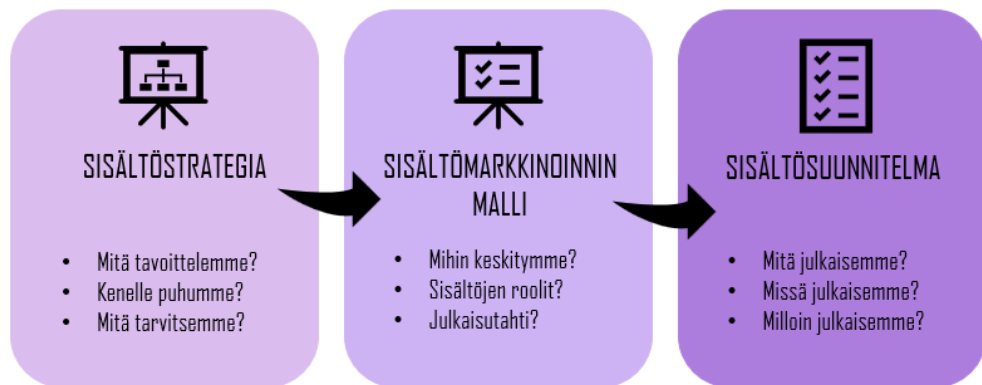 SISÄLTÖSTRATEGIA
• Mitä tavoittelemme?
• Kenelle puhumme?
• Mitä tarvitsemme?
SISÄLTÖMARKKINOINNIN
MALLI
• Mihin keskitymme?
• Sisältöjen roolit?
• Julkaisutahti?
SISÄLTÖSUUNNITELMA
• Mitä julkaisemme?
• Missä julkaisemme?
• Milloin julkaisemme?